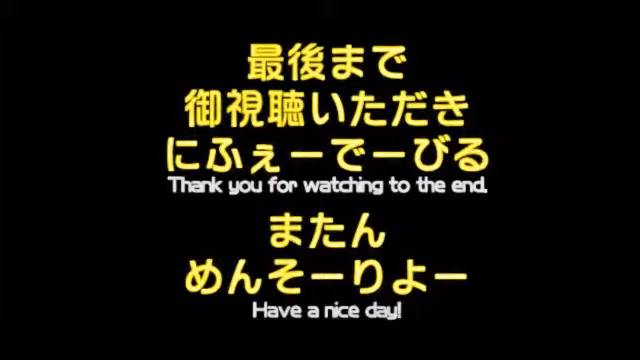 最後まで
御視聴いただき
にふぇーでーびる
Thank you for watching to the end.
またん
めんそーりよー
Have a nice day!